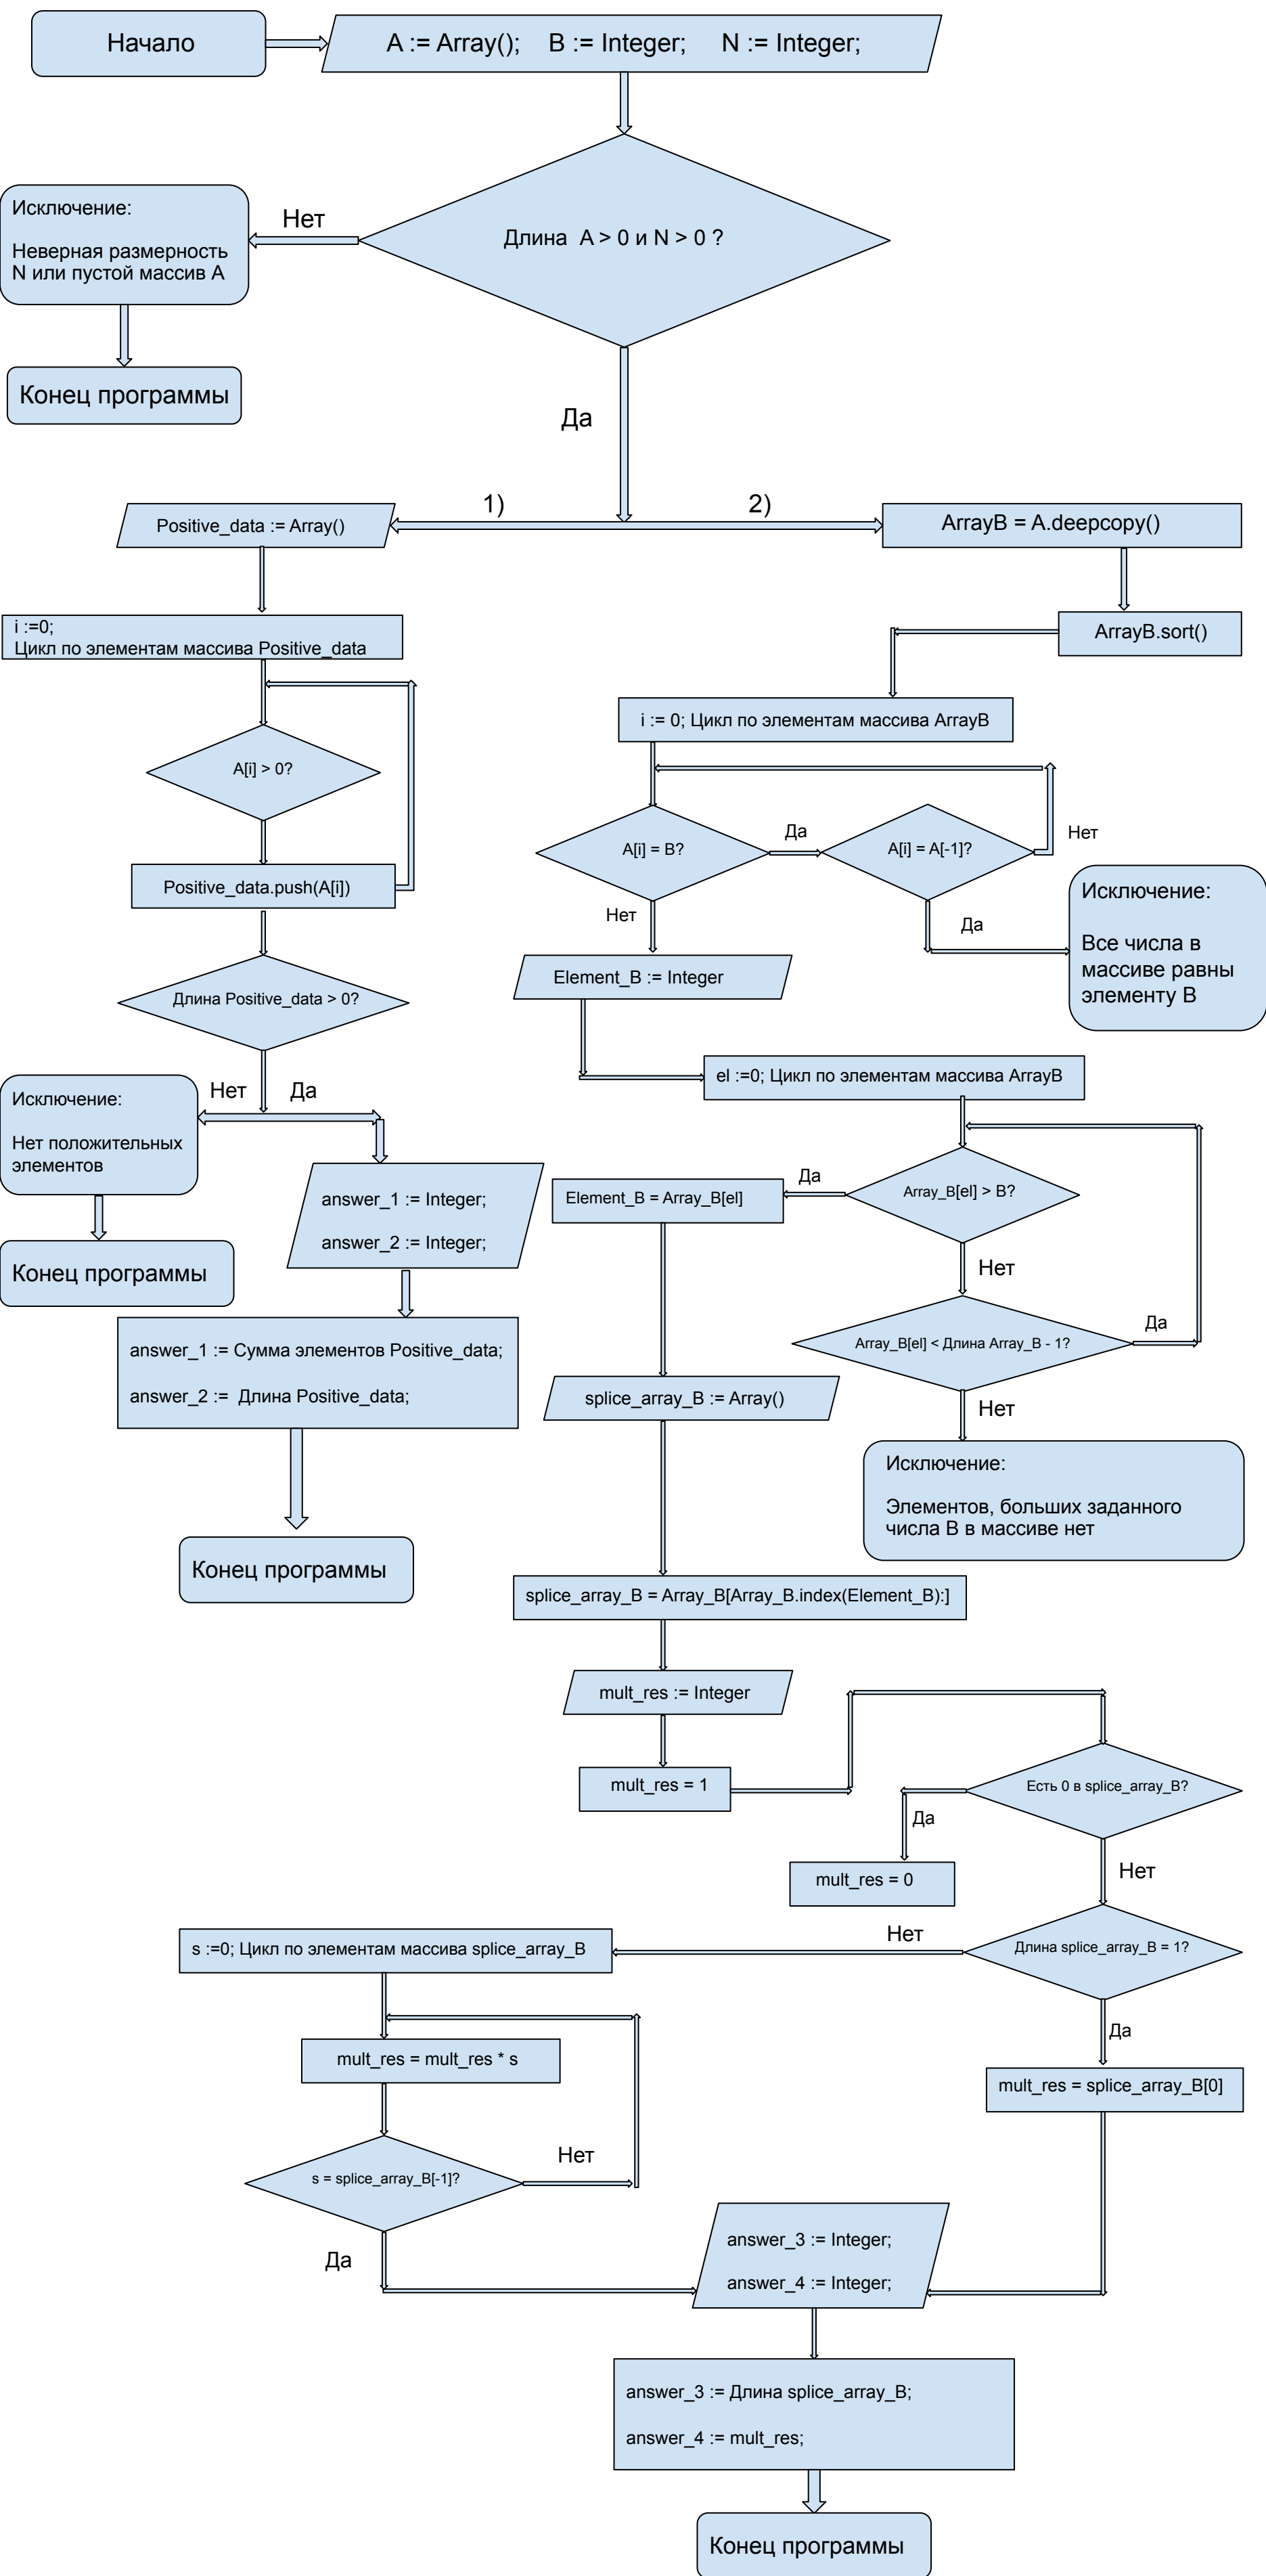 Начало
A := Array(); B := Integer; N := Integer;
Длина A > 0 и N > 0 ?
Нет
Исключение:
Неверная размерность
N или пустой массив A
Конец программы
Да
1)
2)
Positive_data := Array()
i :=0;
Цикл по элементам массива Positive_data
A[i] > 0?
Positive_data.push(A[i])
Длина Positive_data > 0?
Нет
Да
Исключение:
Нет положительных
элементов
Конец программы
answer_1 := Integer;
answer_2 := Integer;
answer_1 := Сумма элементов Positive_data;
answer_2 := Длина Positive_data;
Конец программы
ArrayB = A.deepcopy()
ArrayB.sort()
i := 0; Цикл по элементам массива ArrayB
A[i] = B?
Да
A[i] = A[-1]?
Нет
Да
Исключение:
Все числа в
массиве равны
элементу B
Нет
Element_B := Integer
el :=0; Цикл по элементам массива ArrayB
Array_B[el] > B?
Да
Element_B = Array_B[el]
Нет
Array_B[el] < Длина Array_B - 1?
Да
Нет
Исключение:
Элементов, больших заданного
числа B в массиве нет
splice_array_B := Array()
splice_array_B = Array_B[Array_B.index(Element_B):]
mult_res := Integer
mult_res = 1
Есть 0 в splice_array_B?
Да
mult_res = 0
Нет
Длина splice_array_B = 1?
Нет
s :=0; Цикл по элементам массива splice_array_B
mult_res = mult_res * s
s = splice_array_B[-1]?
Нет
Да
Да
mult_res = splice_array_B[0]
answer_3 := Integer;
answer_4 := Integer;
answer_3 := Длина splice_array_B;
answer_4 := mult_res;
Конец программы